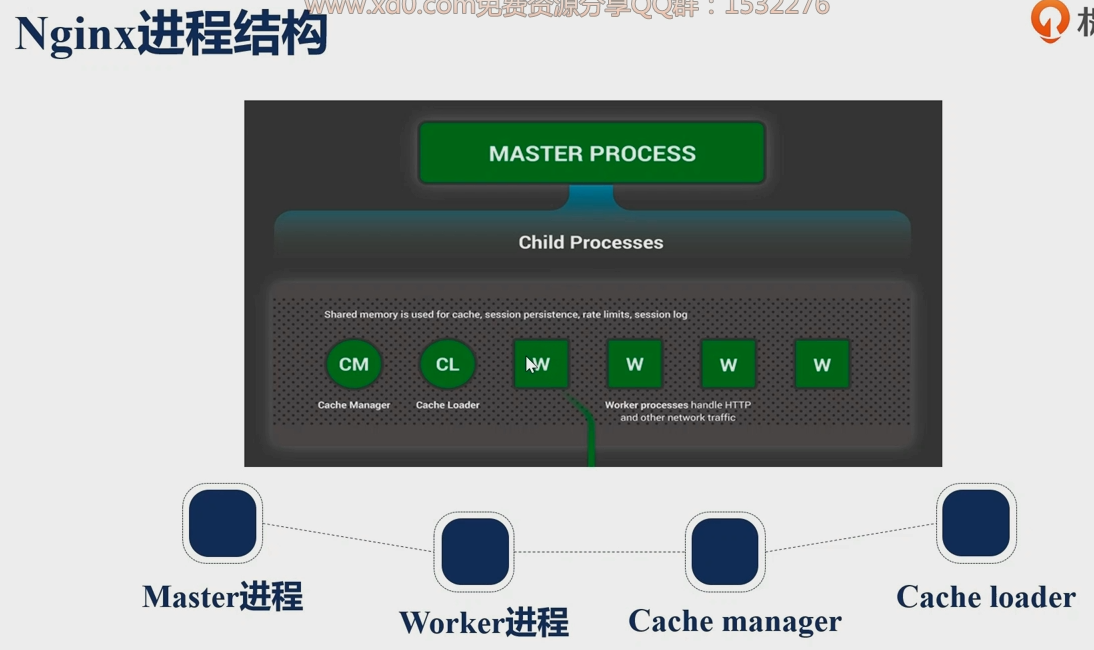 www.xd0.com免费资源分享QQ群：1532276
Nginx进程结构
MASTER PROCESS
Child Processes
Shared memory is used for cache, session persistence, rate limits, session log
CM
CL
W
W
W
W
Cache Manager
Cache Loader
Worker processes handle HTTP
and other network traffic
Master进程
Worker进程
Cache manager
Cache loader